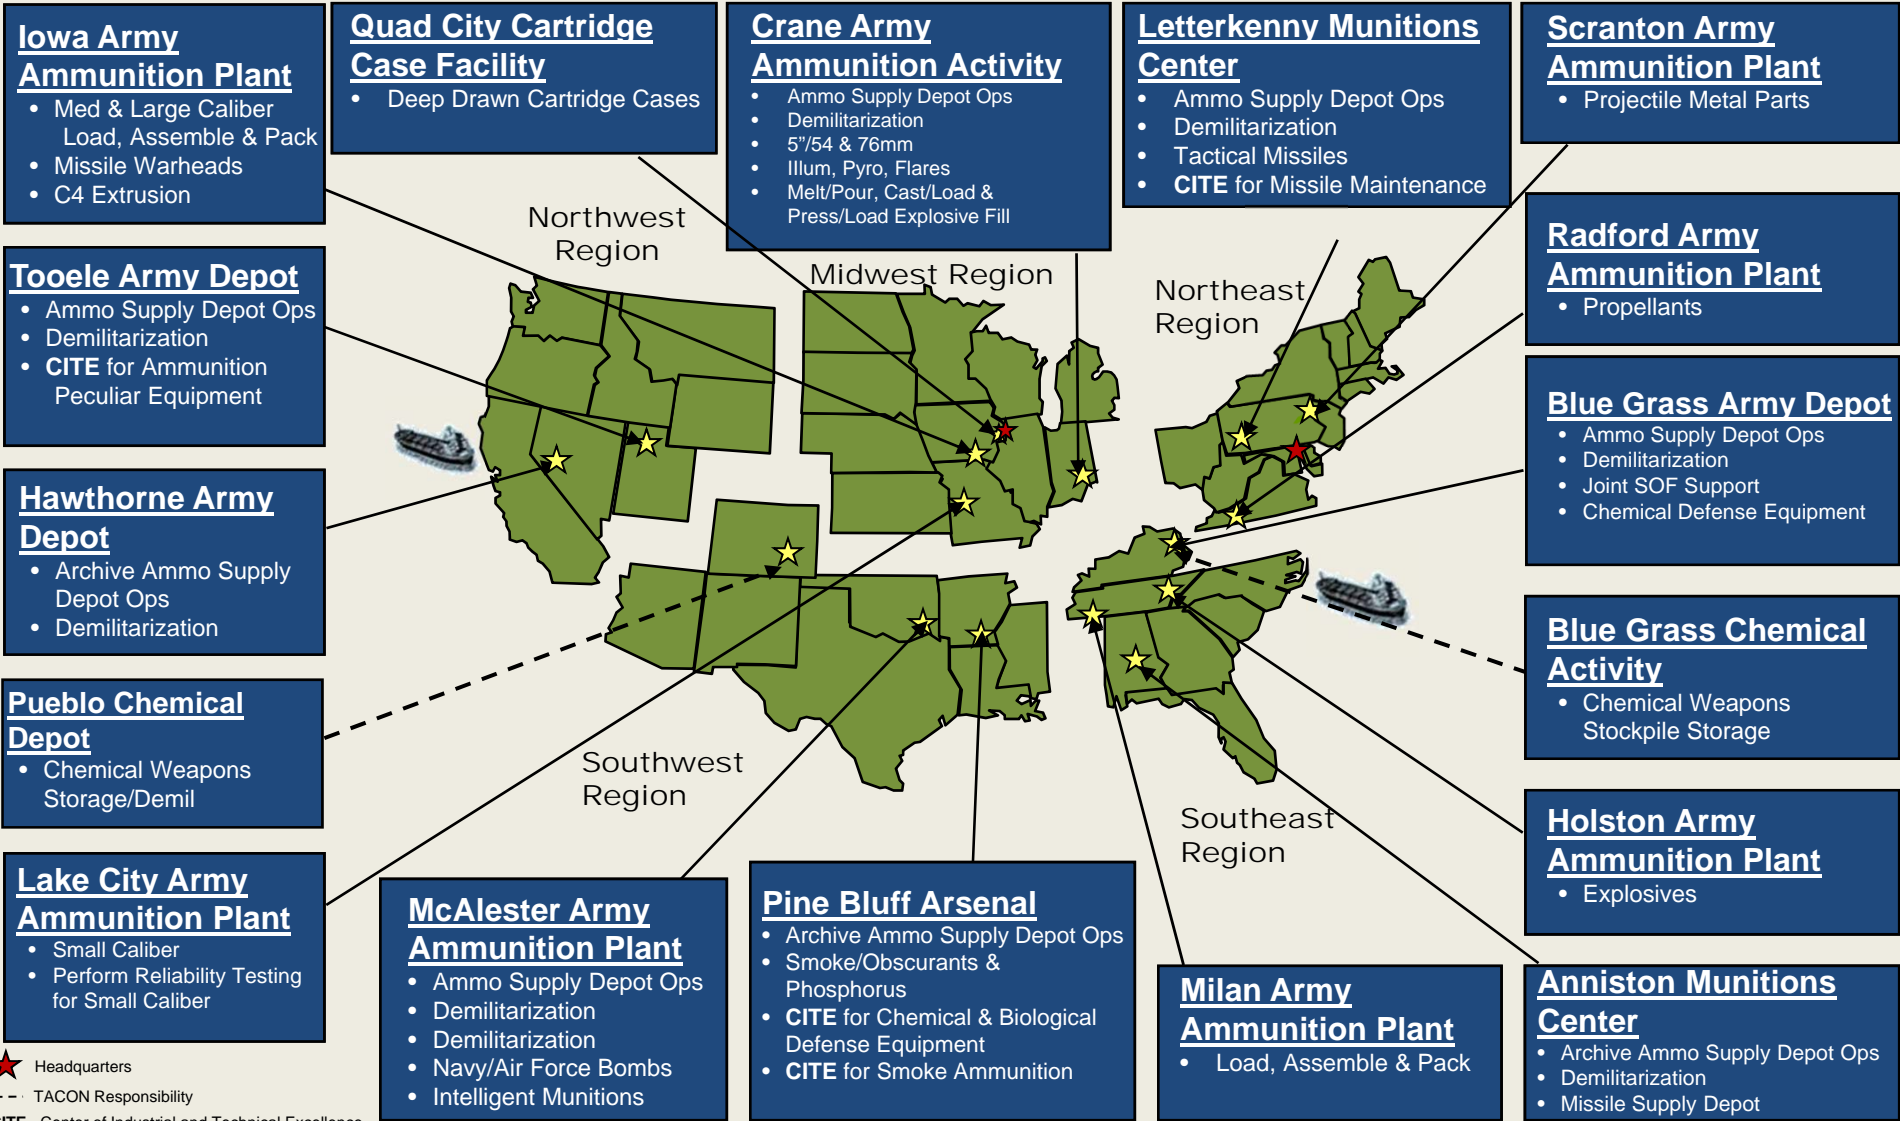 Iowa Army
Ammunition Plant
• Med & Large Caliber
Load, Assemble & Pack
• Missile Warheads
• C4 Extrusion
Quad City Cartridge
Case Facility
• Deep Drawn Cartridge Cases
Crane Army
Ammunition Activity
• Ammo Supply Depot Ops
• Demilitarization
• 5”/54 & 76mm
• Illum, Pyro, Flares
• Melt/Pour, Cast/Load &
Press/Load Explosive Fill
Letterkenny Munitions
Center
• Ammo Supply Depot Ops
• Demilitarization
• Tactical Missiles
• CITE for Missile Maintenance
Scranton Army
Ammunition Plant
• Projectile Metal Parts
Northwest
Region
Midwest Region
Northeast
Region
Radford Army
Ammunition Plant
• Propellants
Tooele Army Depot
• Ammo Supply Depot Ops
• Demilitarization
• CITE for Ammunition
Peculiar Equipment
Blue Grass Army Depot
• Ammo Supply Depot Ops
• Demilitarization
• Joint SOF Support
• Chemical Defense Equipment
Hawthorne Army
Depot
• Archive Ammo Supply
Depot Ops
• Demilitarization
Blue Grass Chemical
Activity
• Chemical Weapons
Stockpile Storage
Pueblo Chemical
Depot
• Chemical Weapons
Storage/Demil
Southwest
Region
Southeast
Region
Holston Army
Ammunition Plant
• Explosives
Lake City Army
Ammunition Plant
• Small Caliber
• Perform Reliability Testing
for Small Caliber
McAlester Army
Ammunition Plant
• Ammo Supply Depot Ops
• Demilitarization
• Demilitarization
• Navy/Air Force Bombs
• Intelligent Munitions
Pine Bluff Arsenal
• Archive Ammo Supply Depot Ops
• Smoke/Obscurants &
Phosphorus
• CITE for Chemical & Biological
Defense Equipment
• CITE for Smoke Ammunition
Milan Army
Ammunition Plant
• Load, Assemble & Pack
Anniston Munitions
Center
• Archive Ammo Supply Depot Ops
• Demilitarization
• Missile Supply Depot
Headquarters
TACON Responsibility
CITE Center of Industrial and Technical Excellence